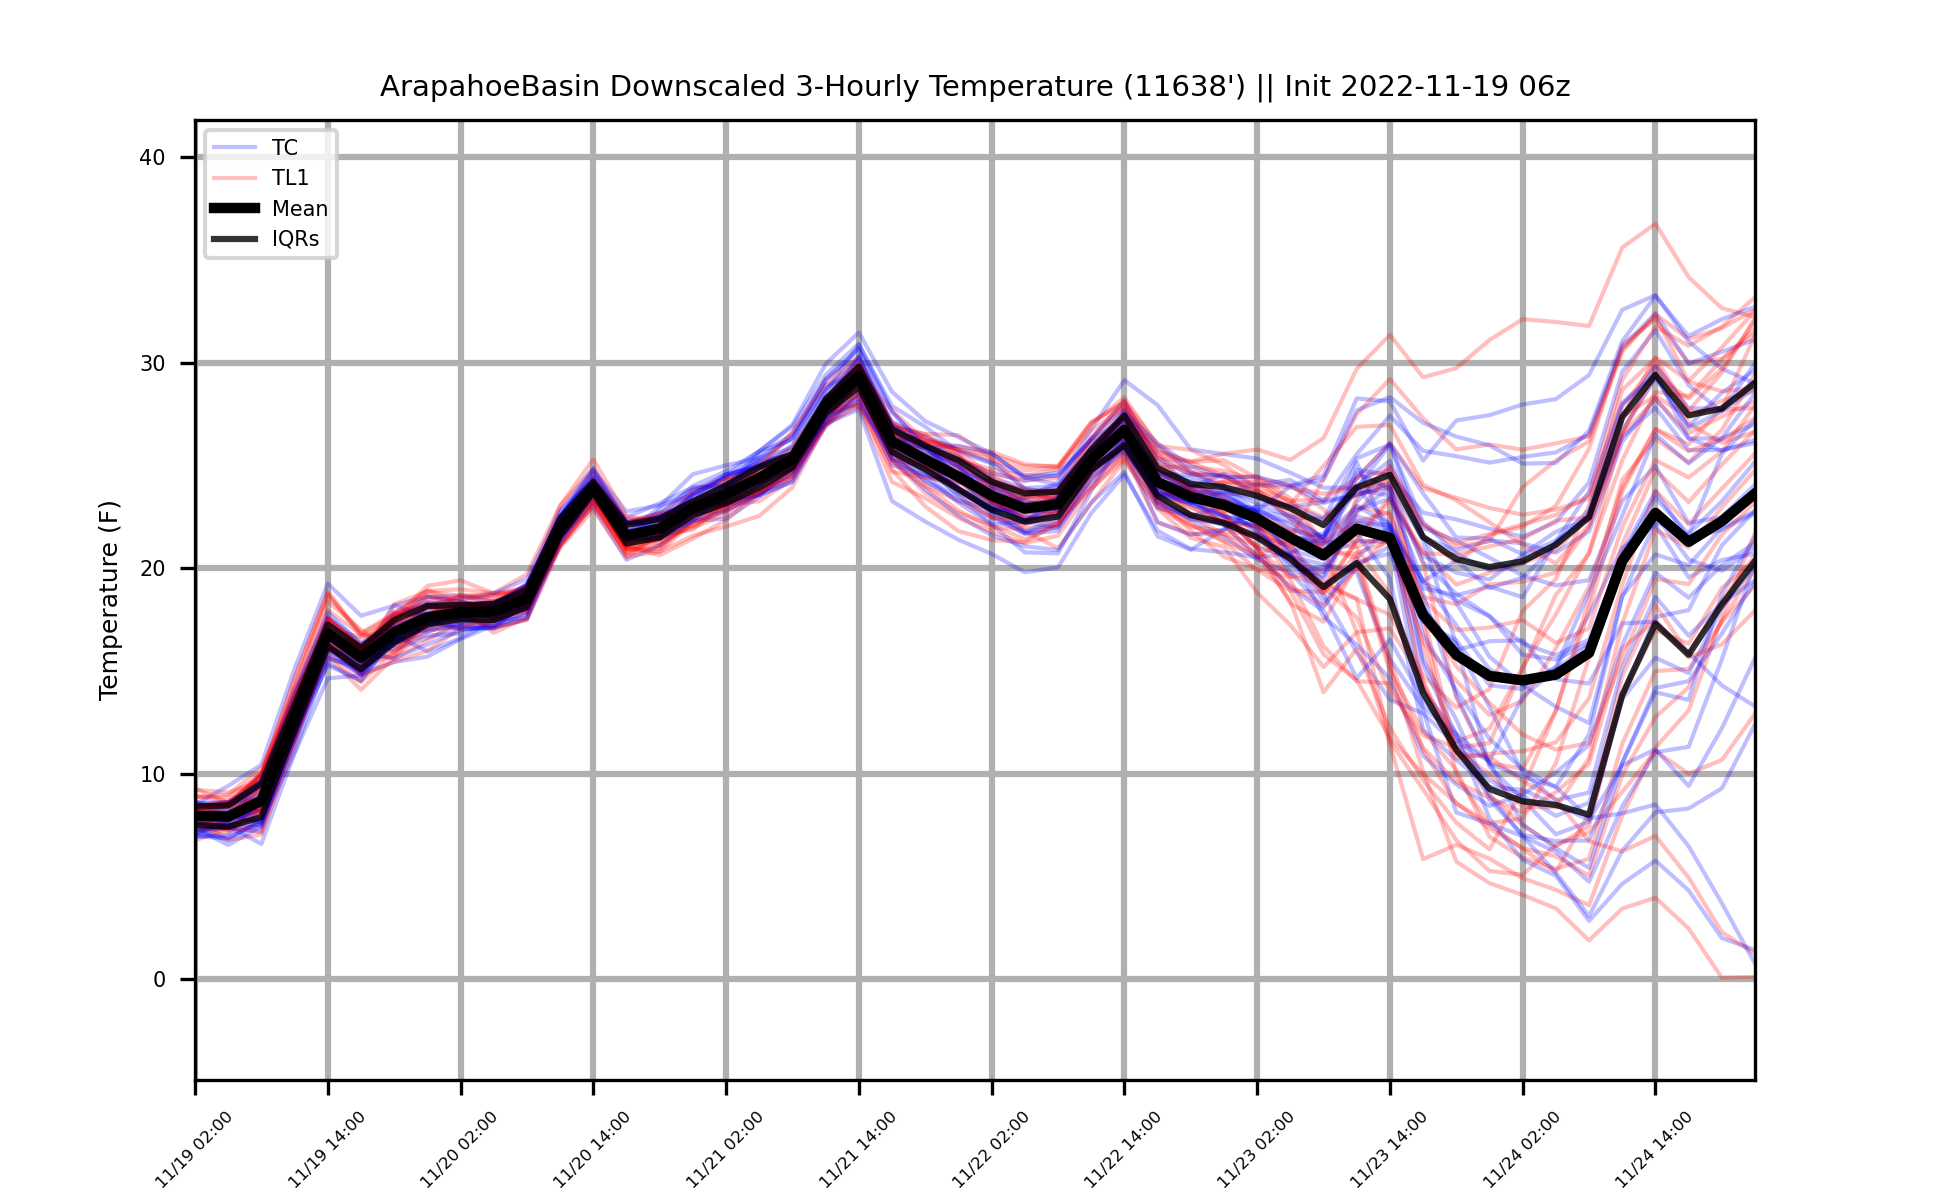 ArapahoeBasin Downscaled 3-Hourly Temperature (11638') || Init 2022-11-19 06z
TC
TL1
Mean
IQRs
Temperature (F)
40
30
20
10
0
11/19 02:00
11/19 14:00
11/20 02:00
11/20 14:00
11/21 02:00
11/21 14:00
11/22 02:00
11/22 14:00
11/23 02:00
11/23 14:00
11/24 02:00
11/24 14:00